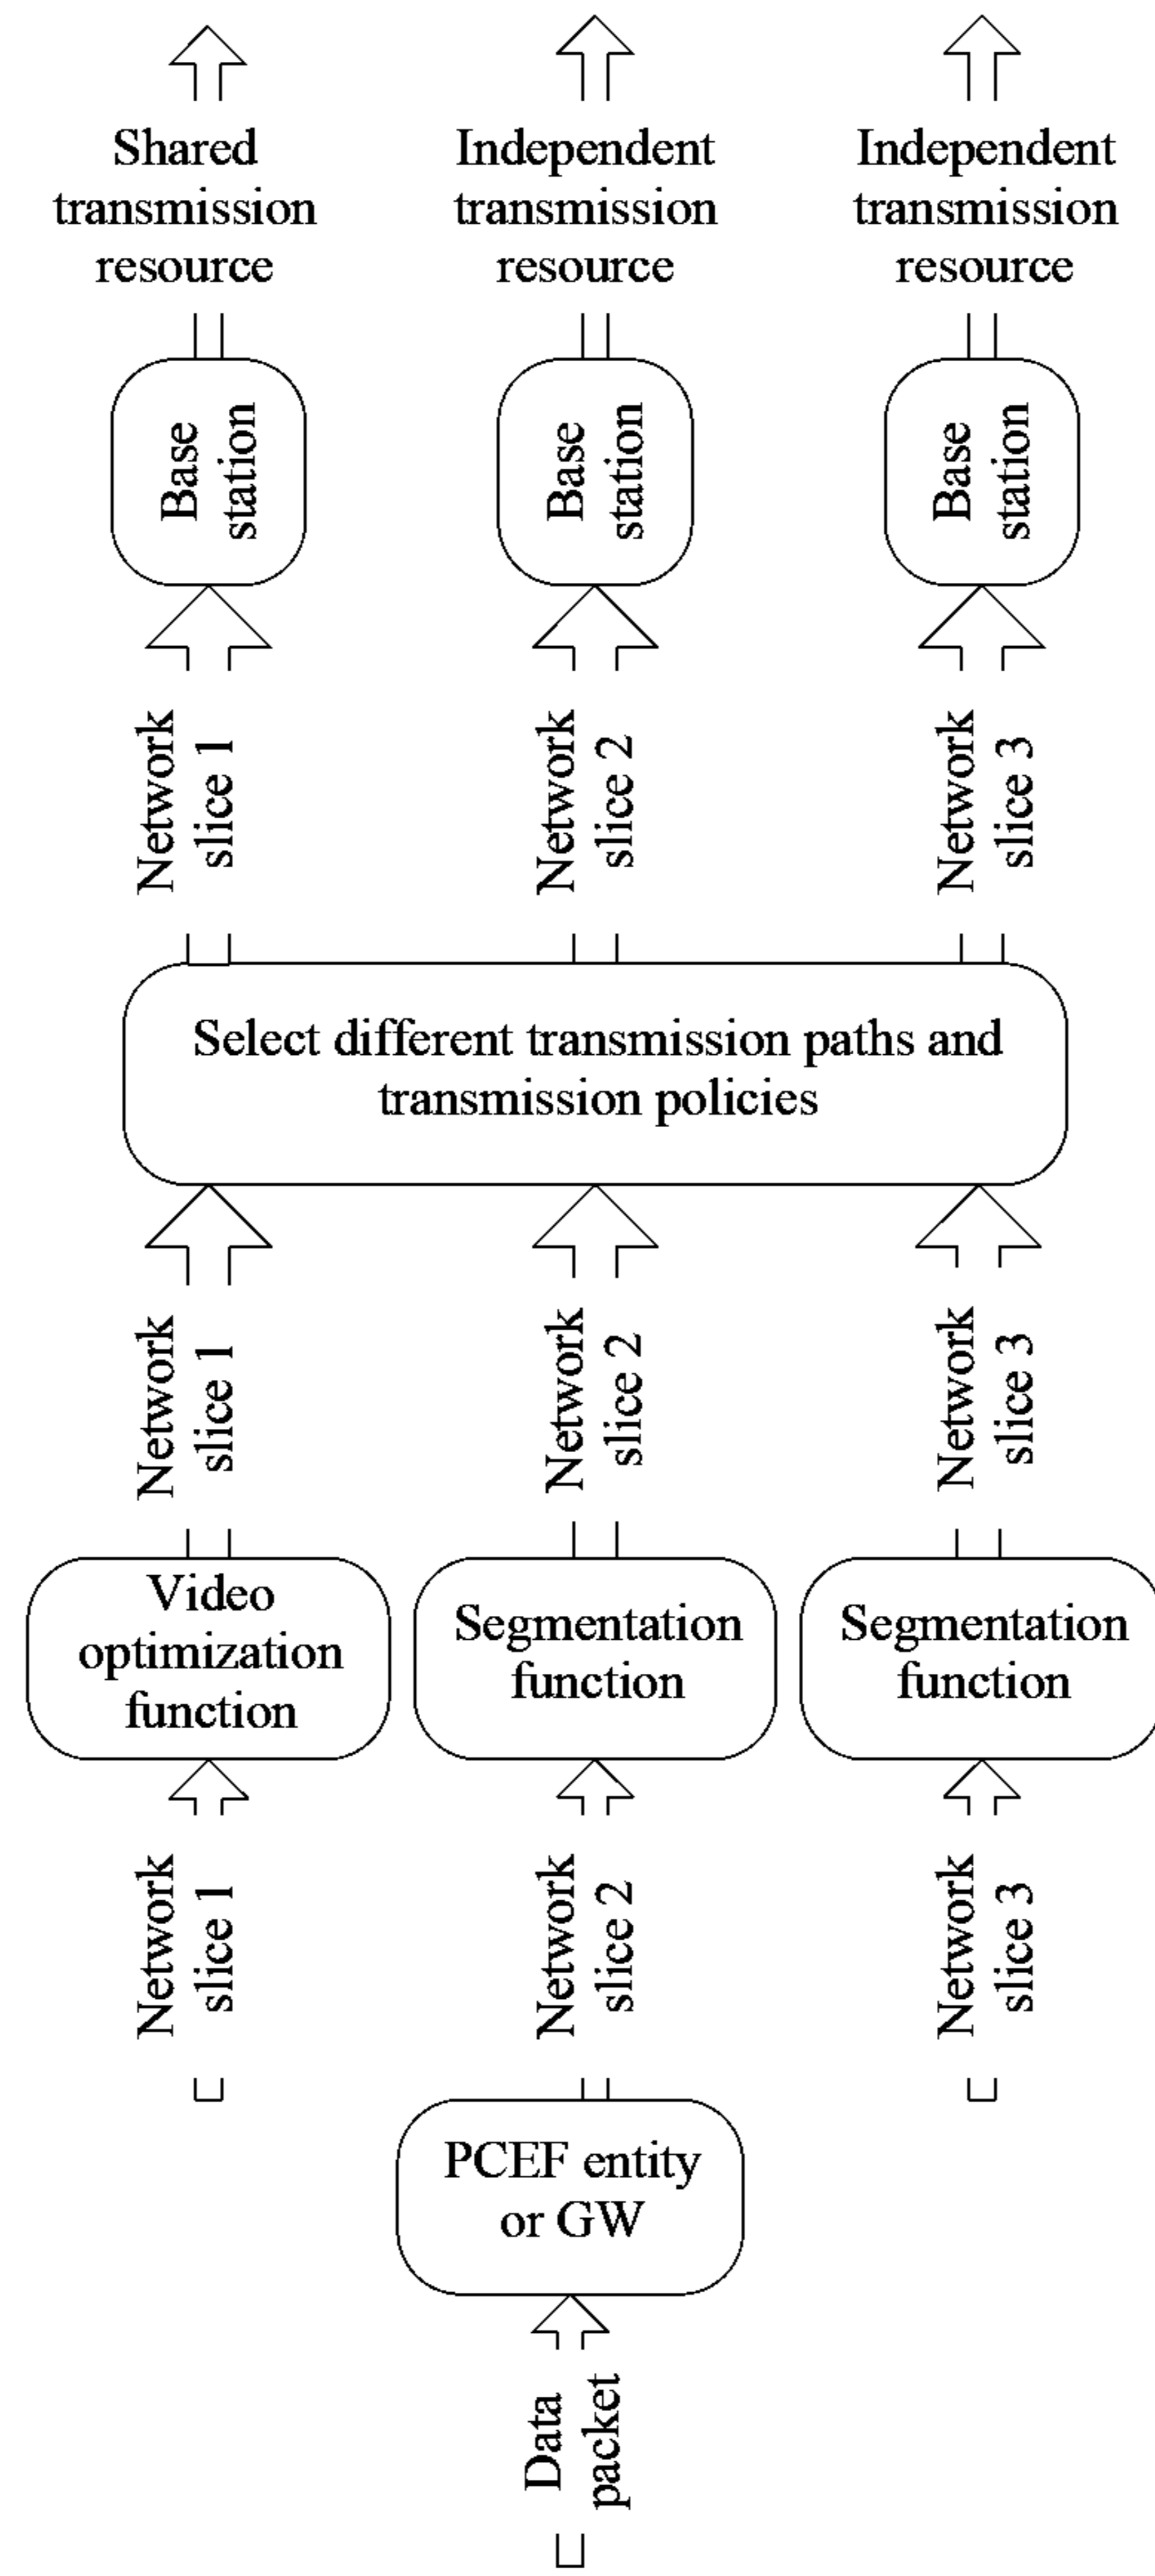 Shared
transmission
resource
Independent
transmission
resource
Independent
transmission
resource
Base
station
Base
station
Base
station
Network
slice 1
Network
slice 2
Network
slice 3
Select different transmission paths and
transmission policies
Network
slice 1
Network
slice 2
Network
slice 3
Video
optimization
function
Segmentation
function
Segmentation
function
Network
slice 1
Network
slice 2
Network
slice 3
PCEF entity
or GW
Data
packet